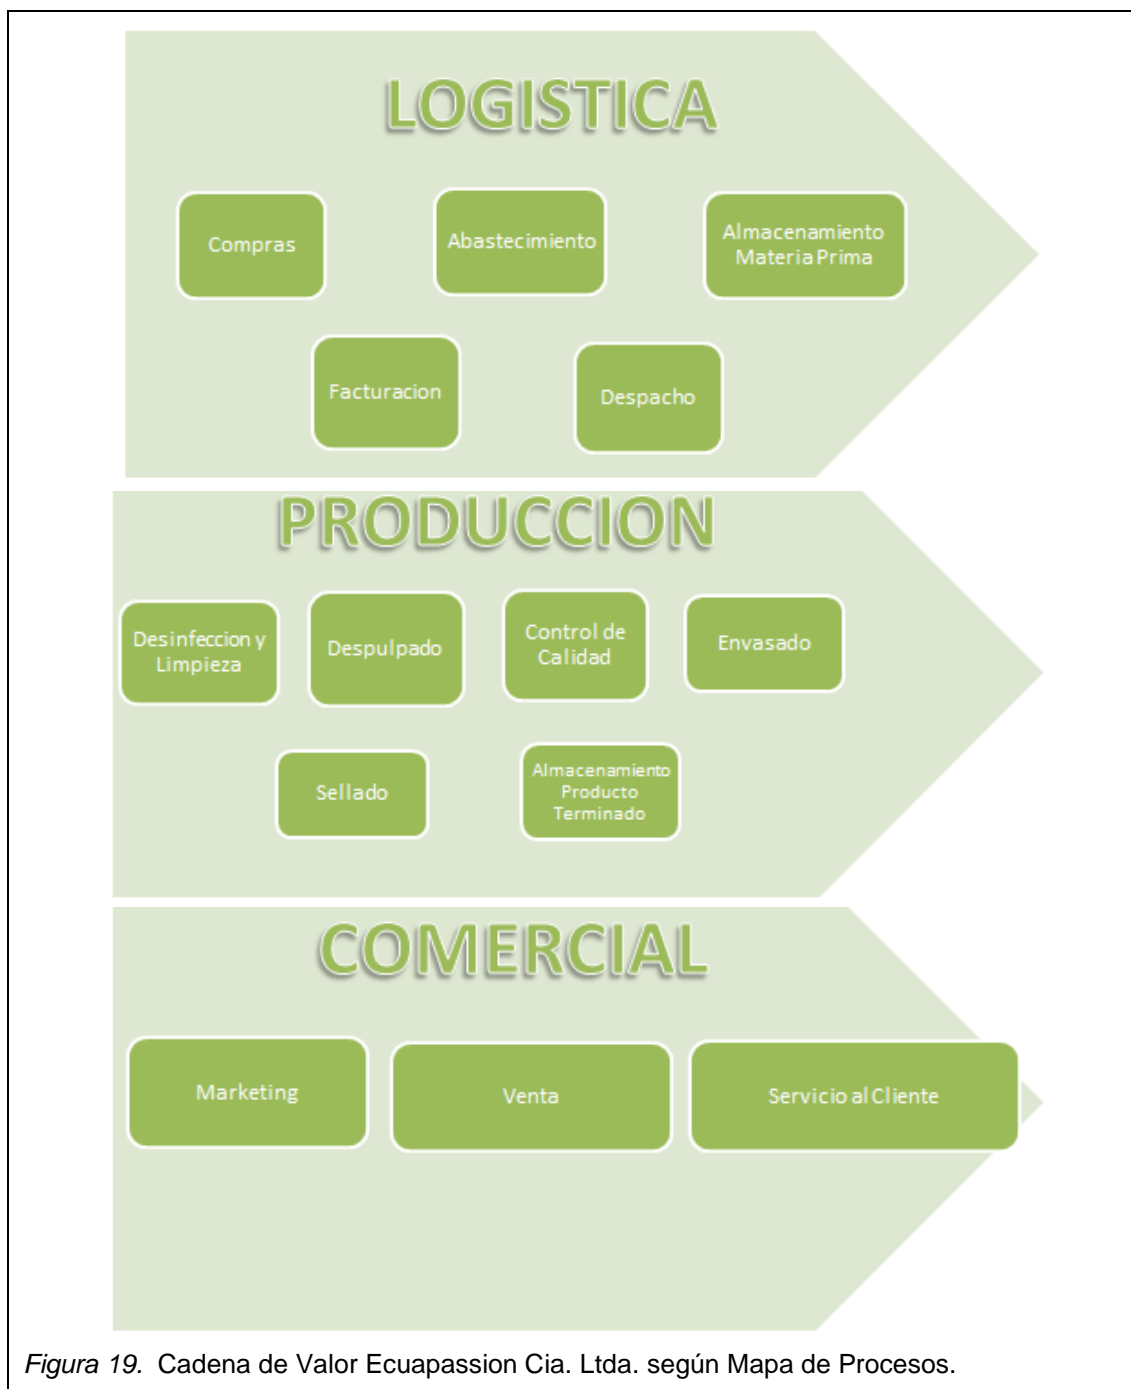 LOGISTICA
Compras
Abastecimiento
Almacenamiento
Materia Prima
Facturacion
Despacho
PRODUCCION
Desinfeccion y
Limpieza
Despulpado
Control de
Calidad
Envasado
Sellado
Almacenamiento
Producto
Terminado
COMERCIAL
Marketing
Venta
Servicio al Cliente
Figura 19. Cadena de Valor Ecuapassion Cia. Ltda. según Mapa de Procesos.